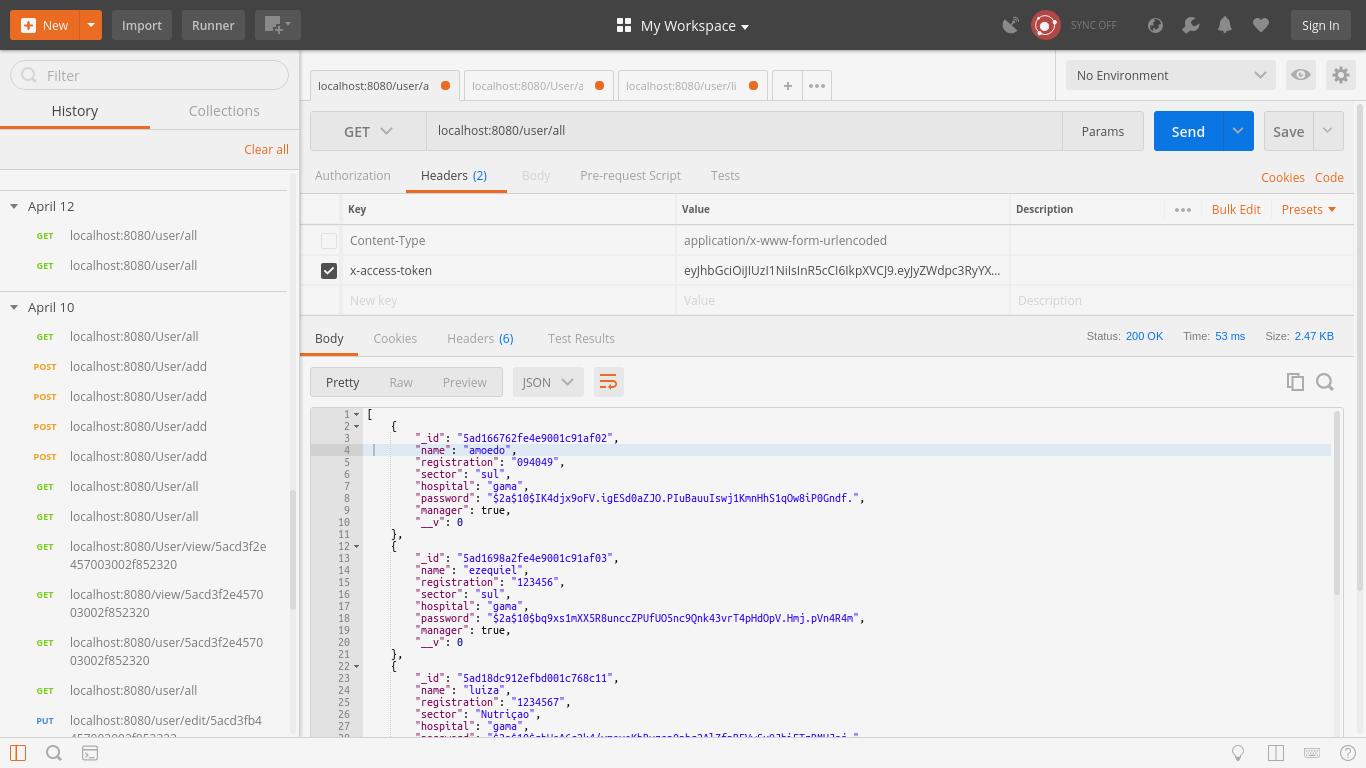 New Import Runner My Workspace SYNC OFF Sign In
Filter
History Collections
Clear all
April 12
GET localhost:8080/user/all
GET localhost:8080/user/all
April 10
GET localhost:8080/User/all
POST localhost:8080/User/add
POST localhost:8080/User/add
POST localhost:8080/User/add
POST localhost:8080/User/add
GET localhost:8080/User/all
GET localhost:8080/User/all
GET localhost:8080/User/view/5acd3f2e
457003002f852320
GET localhost:8080/view/5acd3f2e4570
03002f852320
GET localhost:8080/user/5acd3f2e4570
03002f852320
GET localhost:8080/user/all
PUT localhost:8080/user/edit/5acd3fb4
localhost:8080/user/a localhost:8080/User/a localhost:8080/user/li + •••
No Environment
GET localhost:8080/user/all Params Send Save
Authorization Headers (2) Body Pre-request Script Tests Cookies Code
Key Value Description ••• Bulk Edit Presets
Content-Type application/x-www-form-urlencoded
x-access-token eyJhbGciOiJIUzI1NiIsInR5cCI6IkpXVCJ9.eyJyZWdpc3RyYX...
New key Value Description
Body Cookies Headers (6) Test Results Status: 200 OK Time: 53 ms Size: 2.47 KB
Pretty Raw Preview JSON
1 [
2 {
3 "_id": "5ad166762fe4e9001c91af02",
4 "name": "amoedo",
5 "registration": "094049",
6 "sector": "sul",
7 "hospital": "gama",
8 "password": "$2a$10$IK4djx9oFV.igESd0aZJO.PIuBauuIswj1KmnHhS1qOw8iP0Gndf.",
9 "manager": true,
10 "__v": 0
11 },
12 {
13 "_id": "5ad1698a2fe4e9001c91af03",
14 "name": "ezequiel",
15 "registration": "123456",
16 "sector": "sul",
17 "hospital": "gama",
18 "password": "$2a$10$bq9xs1mXX5R8unccZPUfUO5nc9Qnk43vrT4pHdOpV.Hmj.pVn4R4m",
19 "manager": true,
20 "__v": 0
21 },
22 {
23 "_id": "5ad18dc912efbd001c768c11",
24 "name": "luiza",
25 "registration": "1234567",
26 "sector": "Nutriçao",
27 "hospital": "gama",